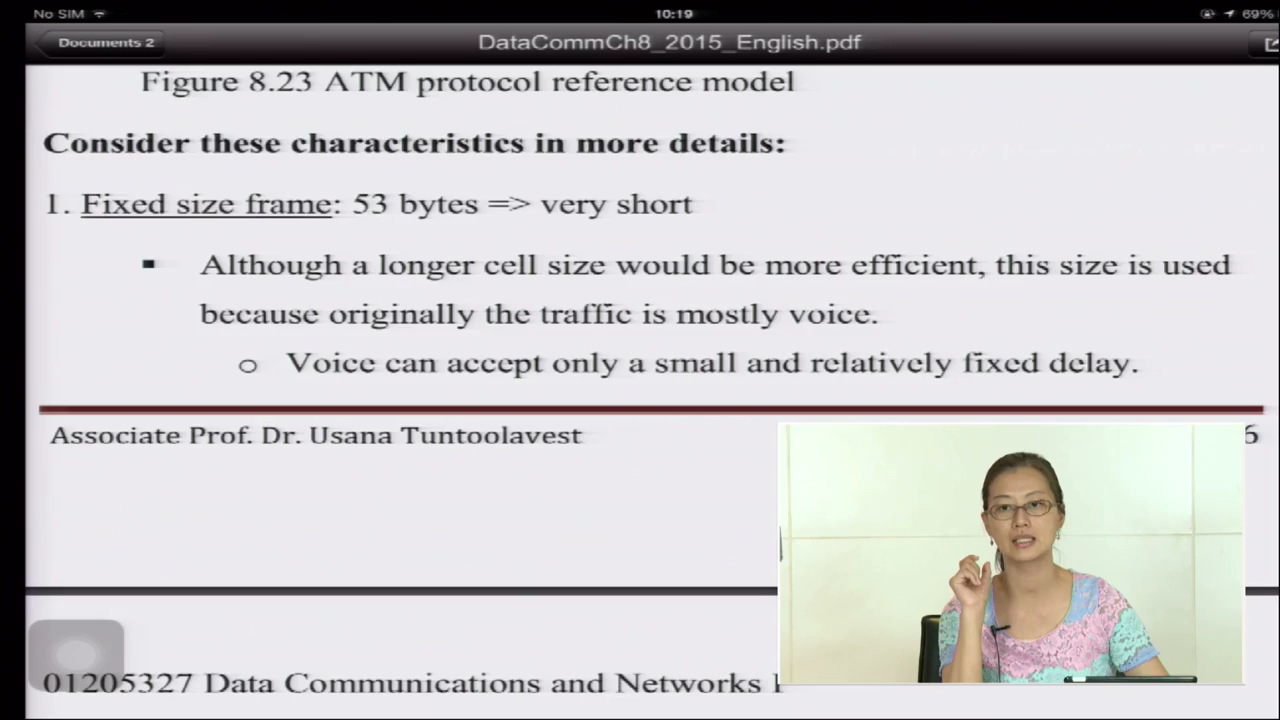 No SIM
10:19
69%
Documents 2
DataCommCh8_2015_English.pdf
Figure 8.23 ATM protocol reference model
Consider these characteristics in more details:
1. Fixed size frame: 53 bytes => very short
▪ Although a longer cell size would be more efficient, this size is used
because originally the traffic is mostly voice.
o Voice can accept only a small and relatively fixed delay.
Associate Prof. Dr. Usana Tuntoolavest
6
01205327 Data Communications and Networks I